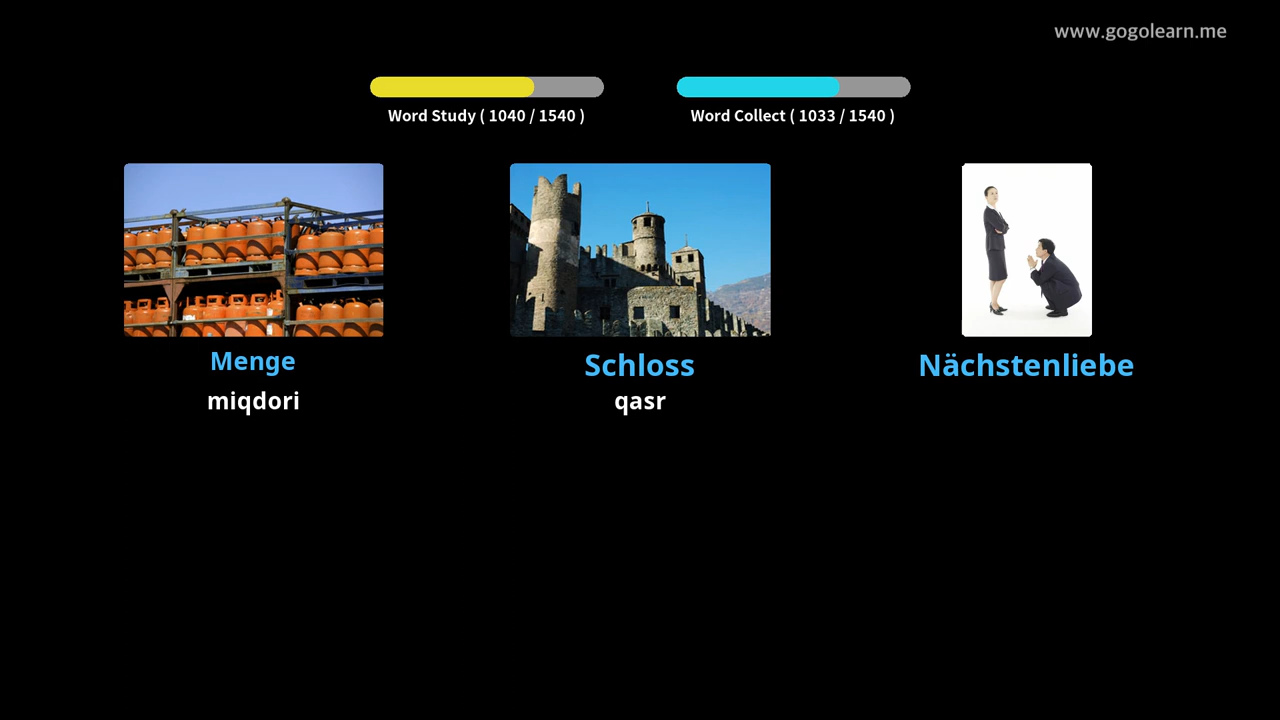 www.gogolearn.me
Word Study ( 1040 / 1540 )
Word Collect ( 1033 / 1540 )
Menge
miqdori
Schloss
qasr
Nächstenliebe